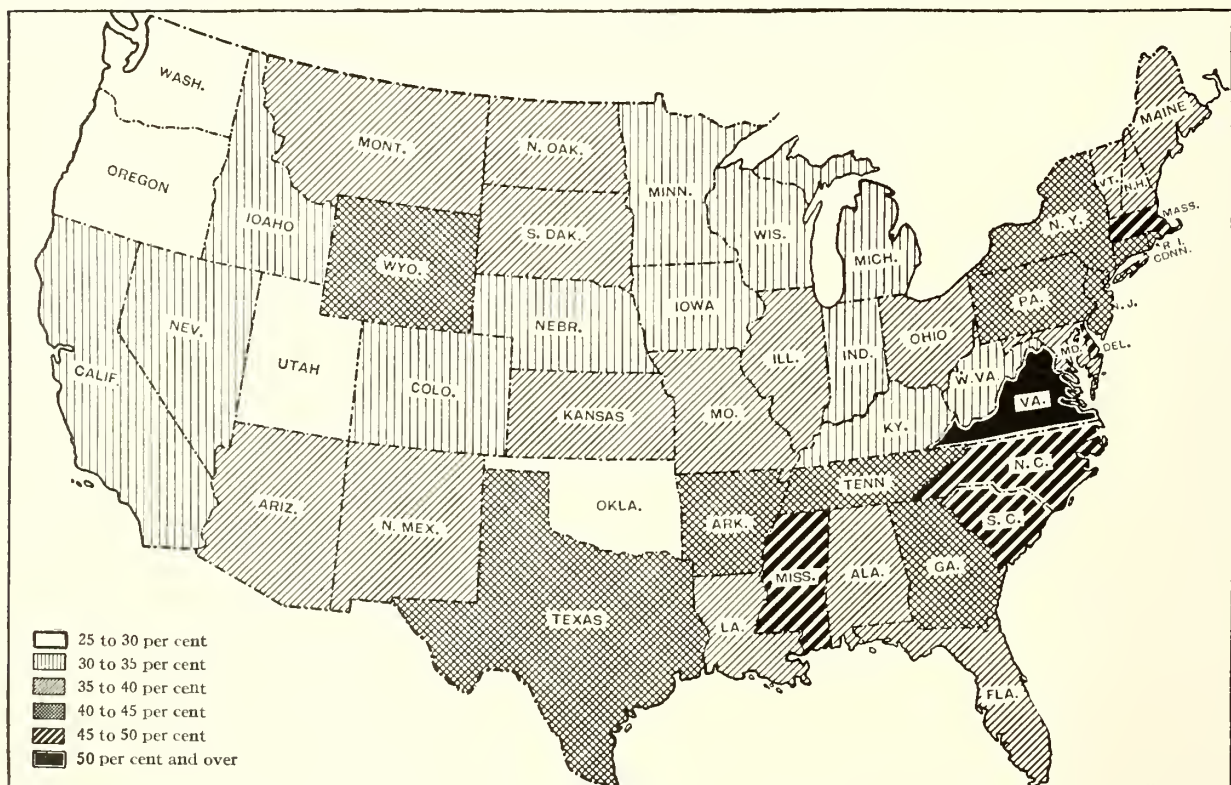 WASH.
MAINE
MONT.
N. OAK.
OREGON
VT.
N.H.
MINN.
MASS.
IOAHO
S. DAK.
WIS.
N.Y.
R. I.
CONN.
MICH.
WYO.
IOWA
PA.
N.J.
NEV.
NEBR.
OHIO
ILL.
IND.
DEL.
MD.
UTAH
CALIF.
COLO.
W.VA.
VA.
KANSAS
MO.
KY.
N.C.
TENN
ARIZ.
N. MEX.
OKLA.
ARK.
S.C.
MISS.
ALA.
GA.
TEXAS
LA.
FLA.
25 to 30 per cent
30 to 35 per cent
35 to 40 per cent
40 to 45 per cent
45 to 50 per cent
50 per cent and over